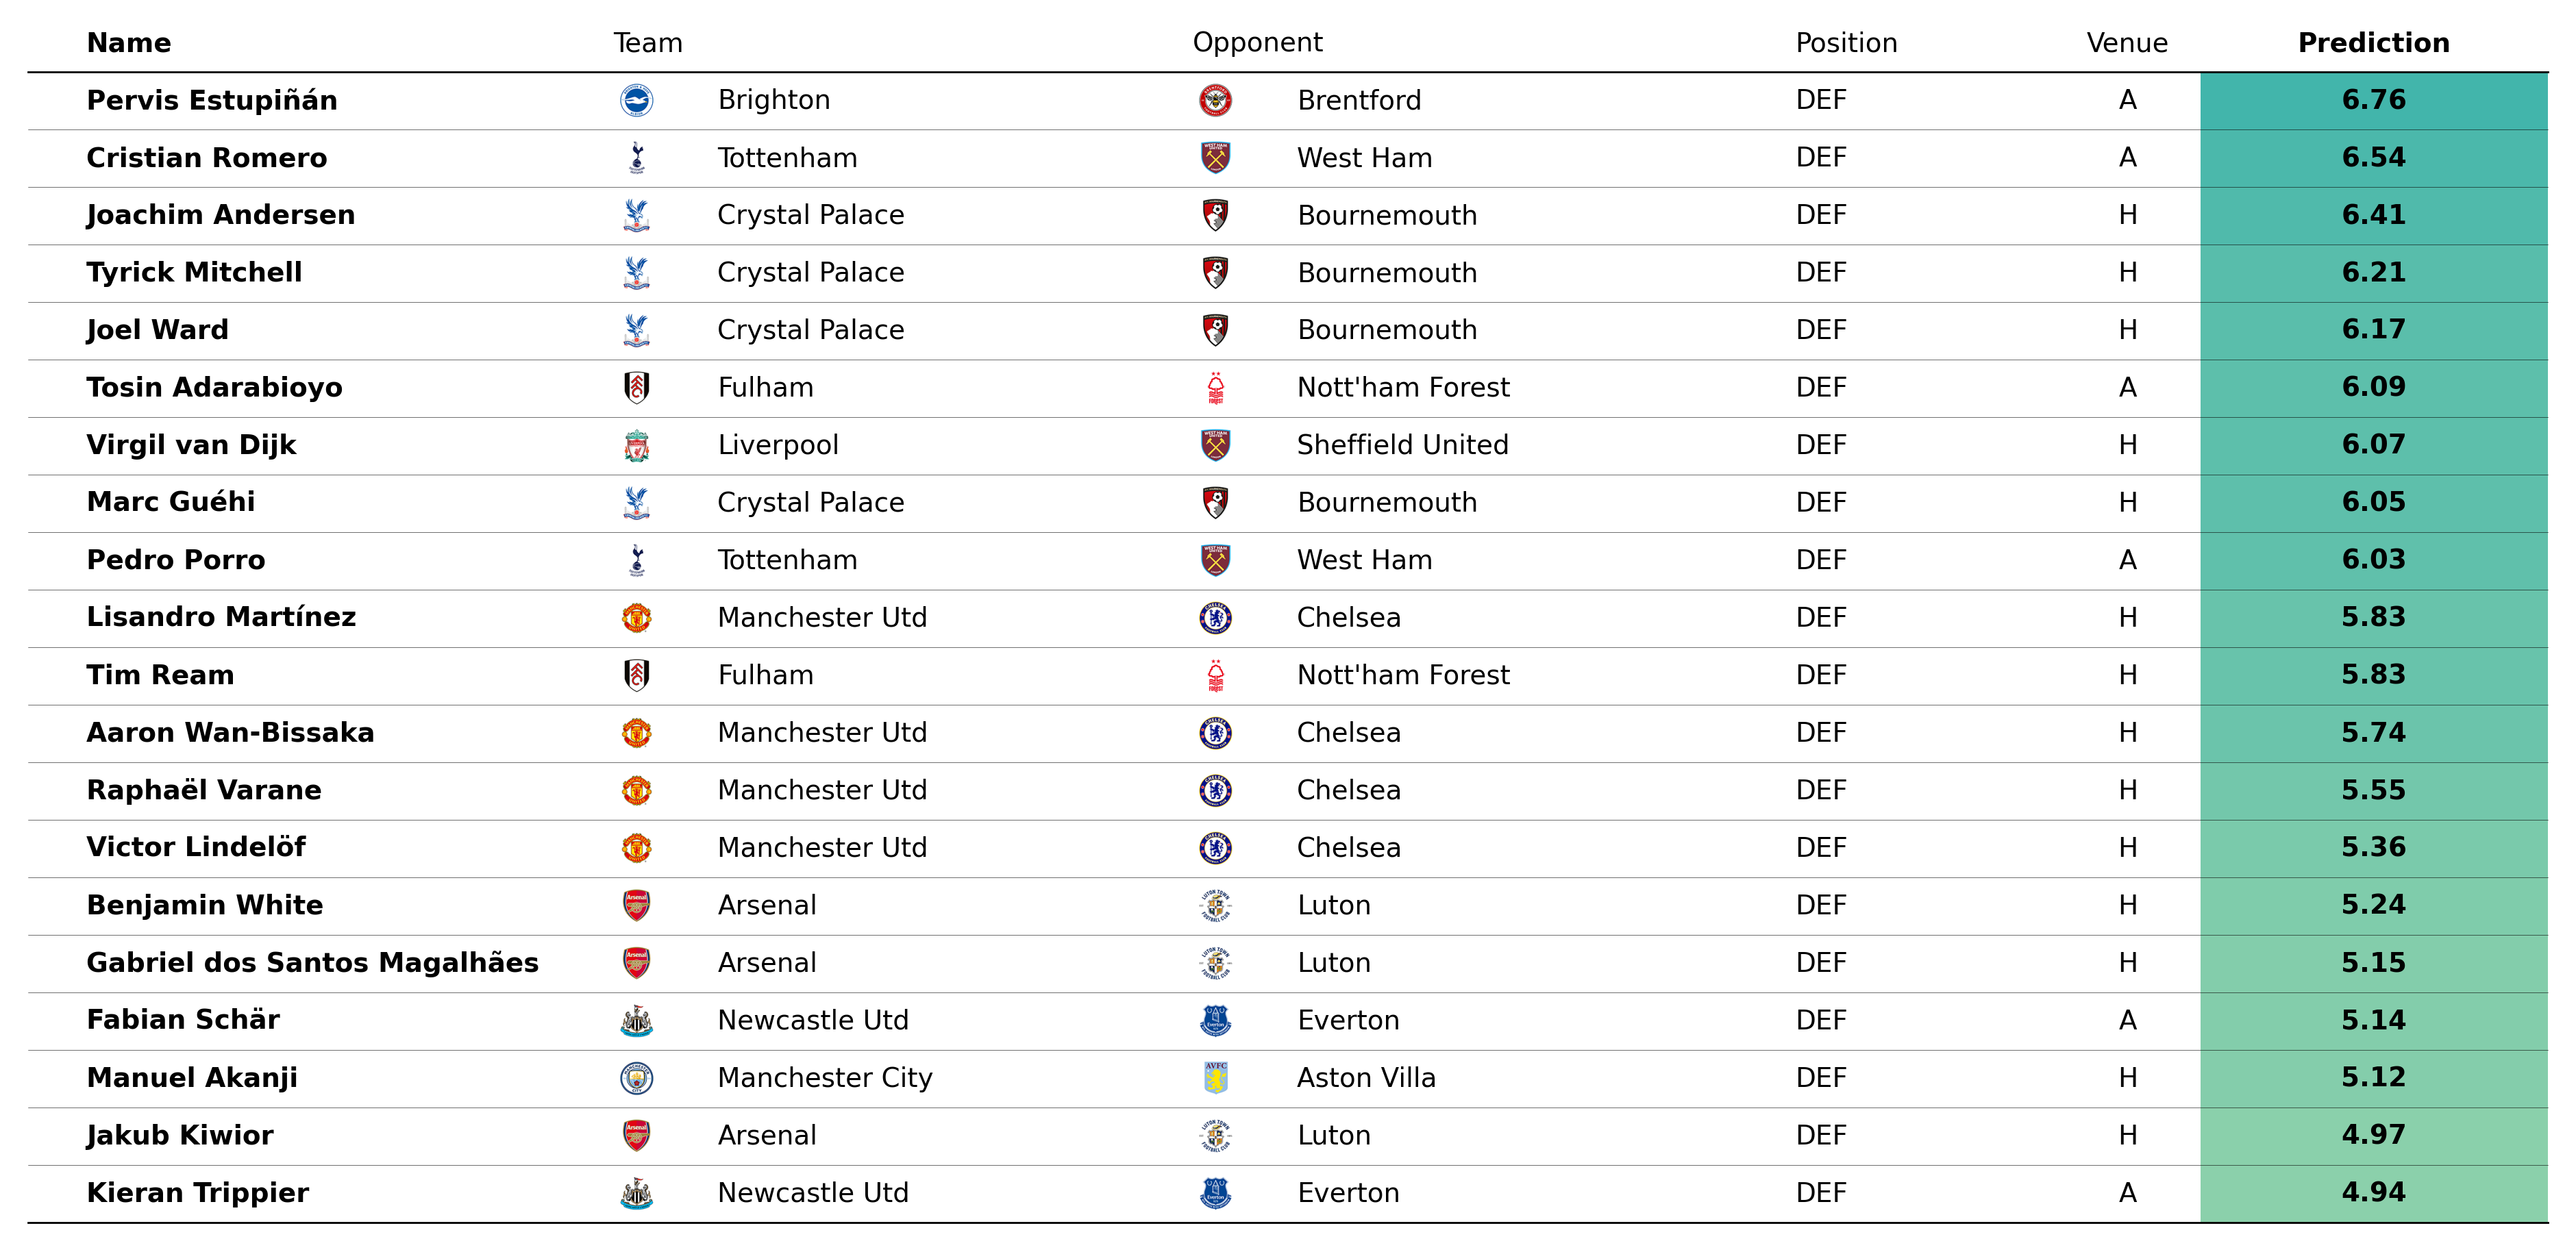 Name Team Opponent Position Venue Prediction
Pervis Estupiñán Brighton Brentford DEF A 6.76
Cristian Romero Tottenham West Ham DEF A 6.54
Joachim Andersen Crystal Palace Bournemouth DEF H 6.41
Tyrick Mitchell Crystal Palace Bournemouth DEF H 6.21
Joel Ward Crystal Palace Bournemouth DEF H 6.17
Tosin Adarabioyo Fulham Nott'ham Forest DEF A 6.09
Virgil van Dijk Liverpool Sheffield United DEF H 6.07
Marc Guéhi Crystal Palace Bournemouth DEF H 6.05
Pedro Porro Tottenham West Ham DEF A 6.03
Lisandro Martínez Manchester Utd Chelsea DEF H 5.83
Tim Ream Fulham Nott'ham Forest DEF H 5.83
Aaron Wan-Bissaka Manchester Utd Chelsea DEF H 5.74
Raphaël Varane Manchester Utd Chelsea DEF H 5.55
Victor Lindelöf Manchester Utd Chelsea DEF H 5.36
Benjamin White Arsenal Luton DEF H 5.24
Gabriel dos Santos Magalhães Arsenal Luton DEF H 5.15
Fabian Schär Newcastle Utd Everton DEF A 5.14
Manuel Akanji Manchester City Aston Villa DEF H 5.12
Jakub Kiwior Arsenal Luton DEF H 4.97
Kieran Trippier Newcastle Utd Everton DEF A 4.94